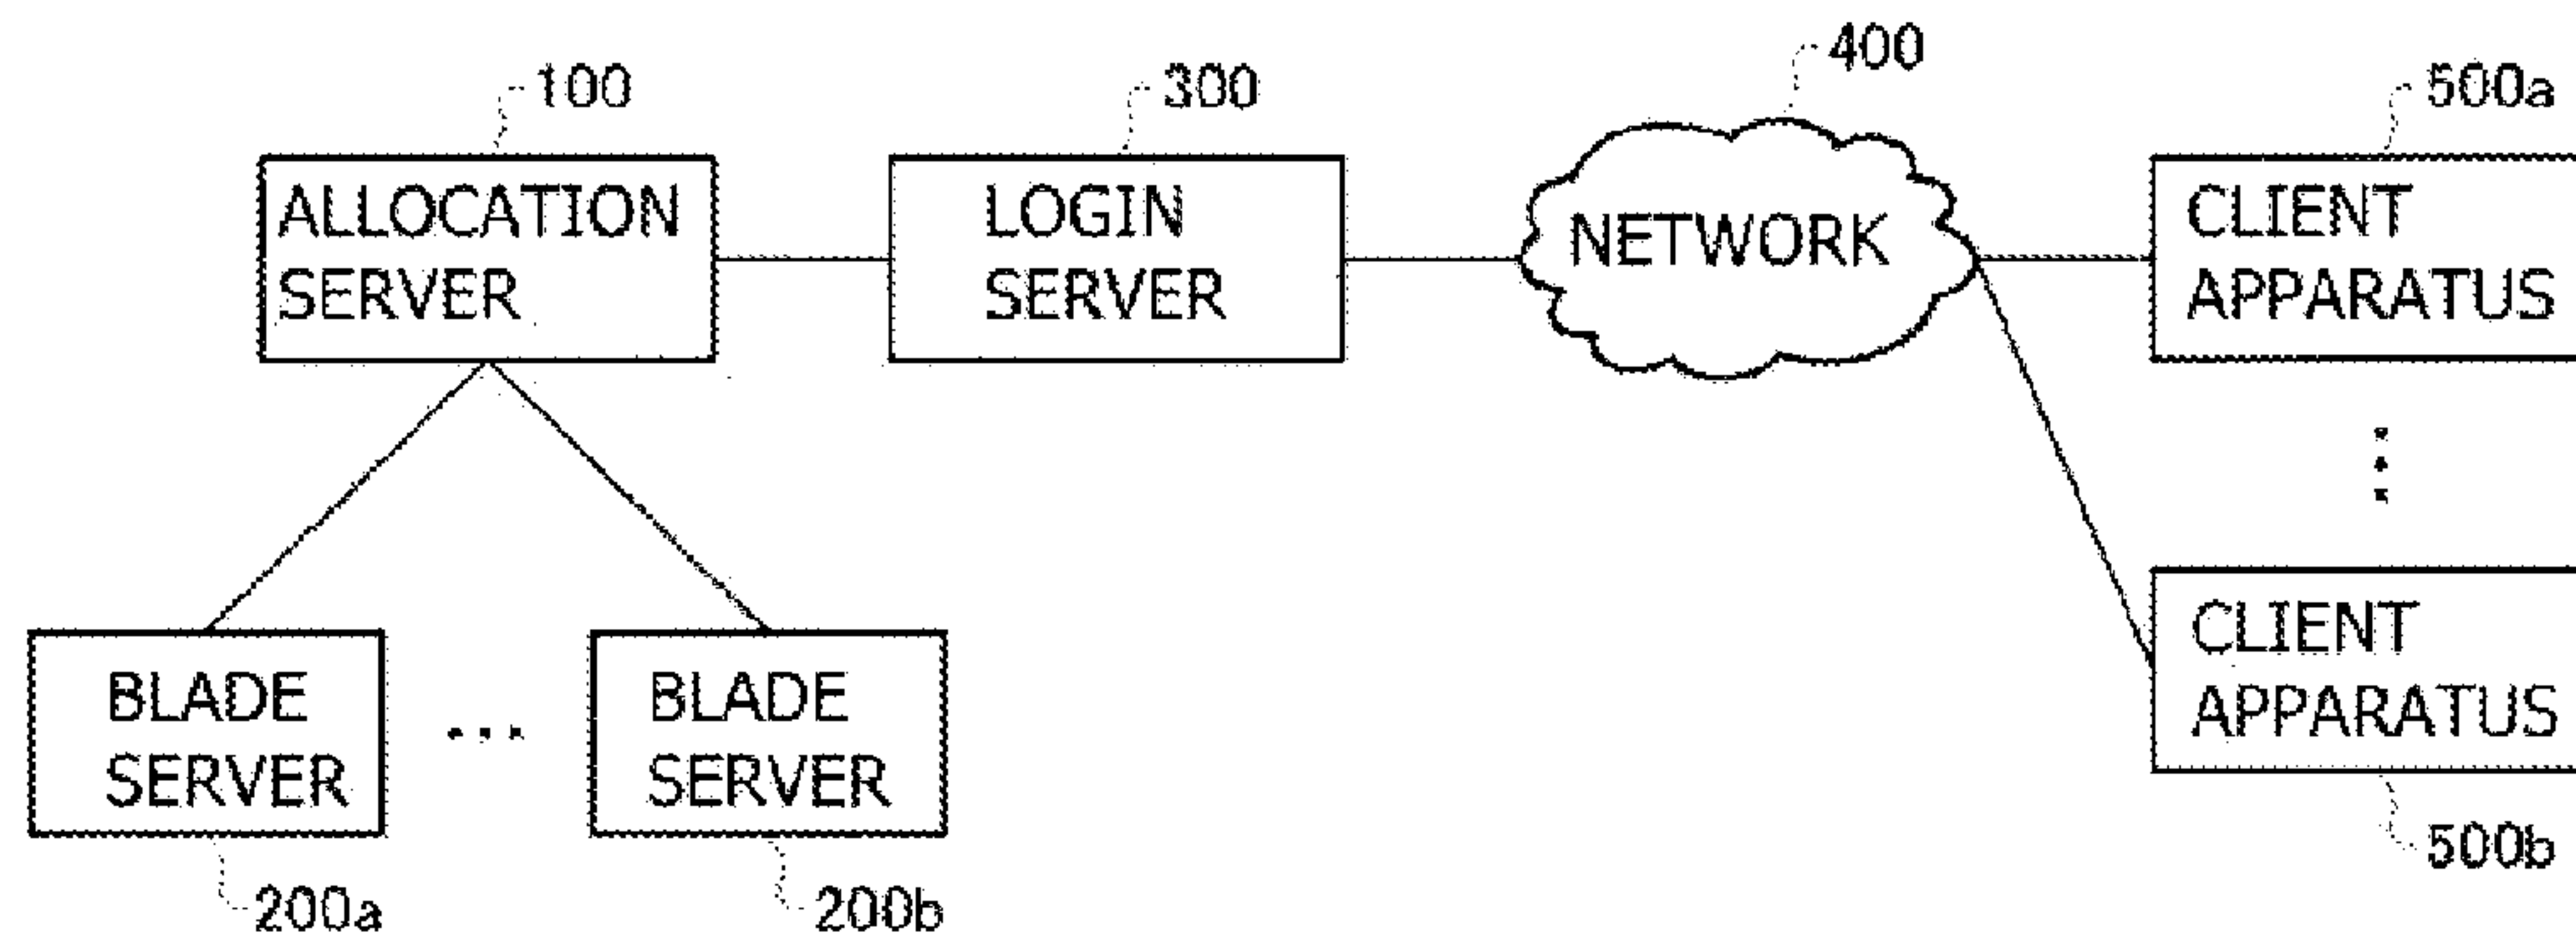 400
100
300
500a
ALLOCATION
SERVER
LOGIN
SERVER
NETWORK
CLIENT
APPARATUS
CLIENT
APPARATUS
BLADE
SERVER
...
BLADE
SERVER
500b
200a
200b